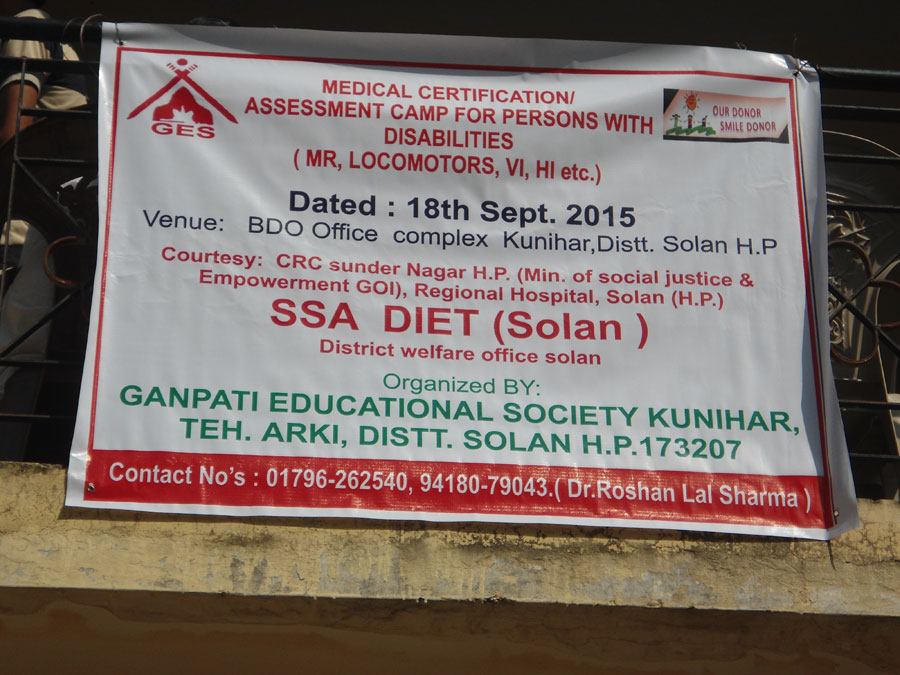 GES
MEDICAL CERTIFICATION/
ASSESSMENT CAMP FOR PERSONS WITH
DISABILITIES
( MR, LOCOMOTORS, VI, HI etc.)
OUR DONOR
SMILE DONOR
Dated : 18th Sept. 2015
Venue: BDO Office complex Kunihar,Distt. Solan H.P
Courtesy: CRC sunder Nagar H.P. (Min. of social justice &
Empowerment GOI), Regional Hospital, Solan (H.P.)
SSA DIET (Solan )
District welfare office solan
Organized BY:
GANPATI EDUCATIONAL SOCIETY KUNIHAR,
TEH. ARKI, DISTT. SOLAN H.P.173207
Contact No's : 01796-262540, 94180-79043.( Dr.Roshan Lal Sharma )